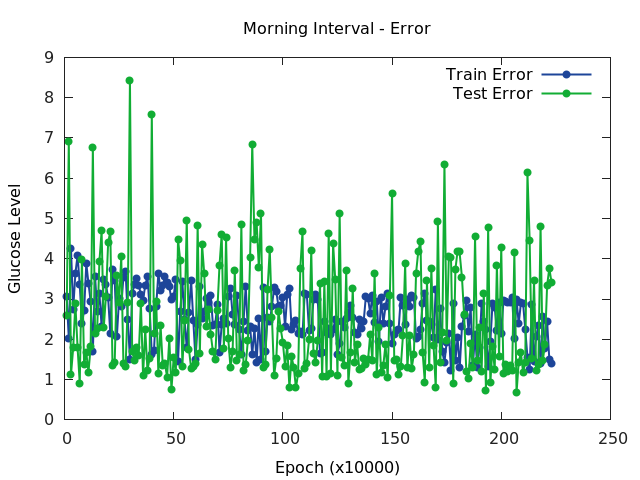 Morning Interval - Error
Train Error
Test Error
Glucose Level
9
8
7
6
5
4
3
2
1
0
0 50 100 150 200 250
Epoch (x10000)